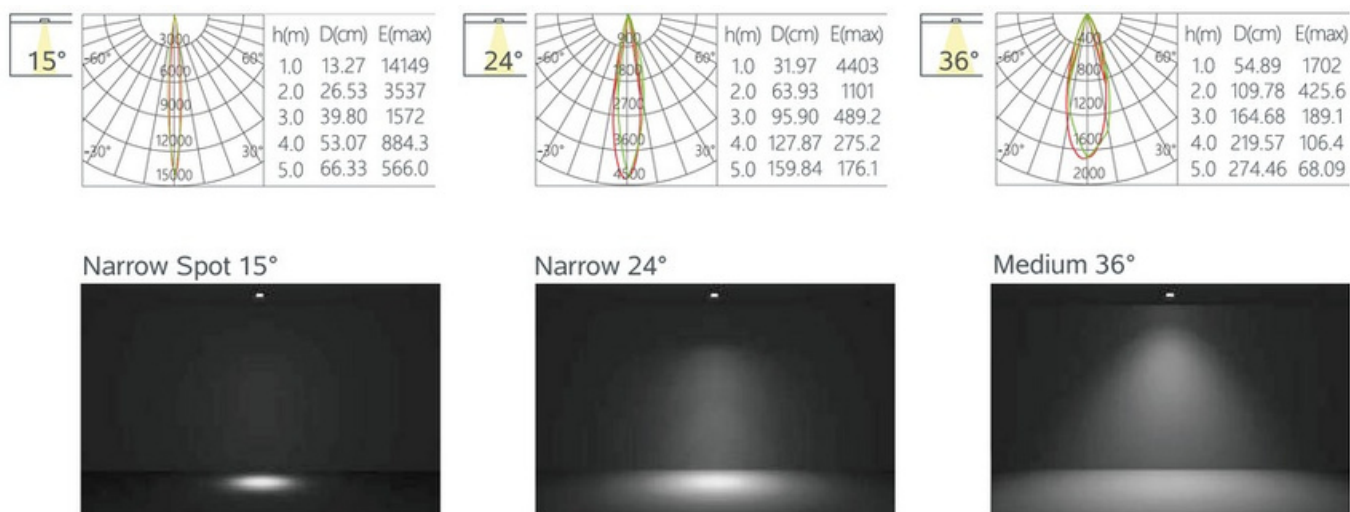 15°
3000
6000
9000
12000
15000
-60° 60°
-30° 30°
h(m) D(cm) E(max)
1.0 13.27 14149
2.0 26.53 3537
3.0 39.80 1572
4.0 53.07 884.3
5.0 66.33 566.0
24°
900
1800
2700
3600
4500
-60° 60°
-30° 30°
h(m) D(cm) E(max)
1.0 31.97 4403
2.0 63.93 1101
3.0 95.90 489.2
4.0 127.87 275.2
5.0 159.84 176.1
36°
400
800
1200
1600
2000
-60° 60°
-30° 30°
h(m) D(cm) E(max)
1.0 54.89 1702
2.0 109.78 425.6
3.0 164.68 189.1
4.0 219.57 106.4
5.0 274.46 68.09
Narrow Spot 15°
Narrow 24°
Medium 36°